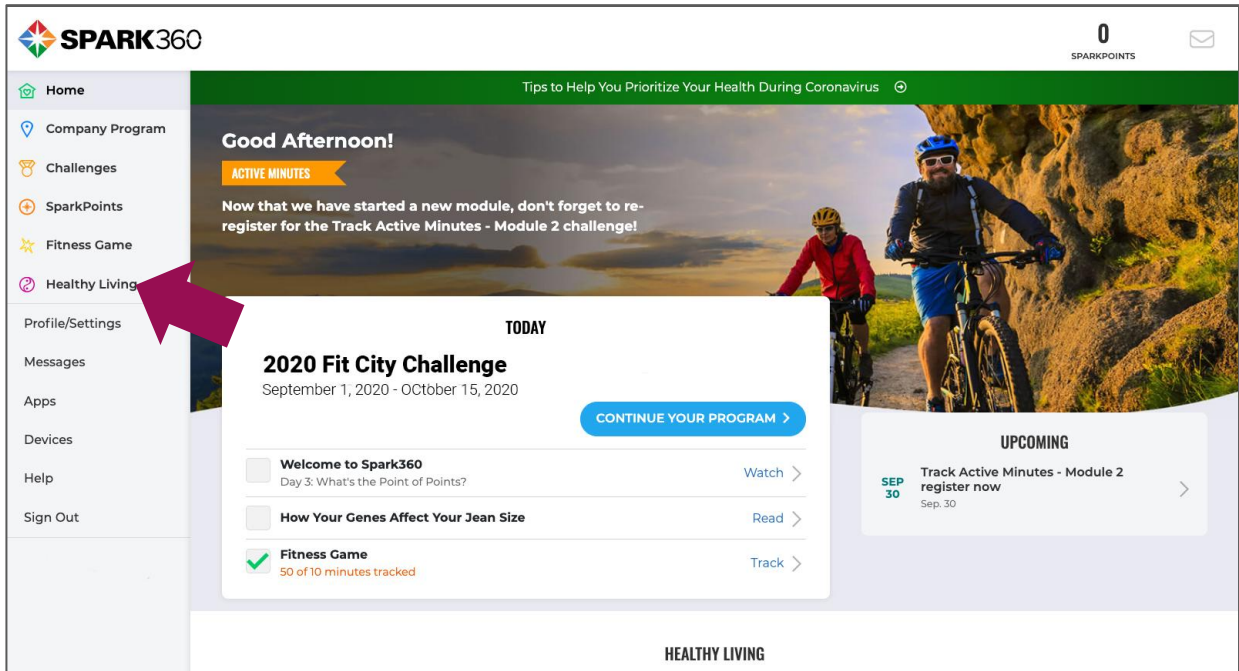 SPARK360
0
SPARKPOINTS
Home
Company Program
Challenges
SparkPoints
Fitness Game
Healthy Living
Profile/Settings
Messages
Apps
Devices
Help
Sign Out
Tips to Help You Prioritize Your Health During Coronavirus
Good Afternoon!
ACTIVE MINUTES
Now that we have started a new module, don't forget to re-
register for the Track Active Minutes - Module 2 challenge!
TODAY
2020 Fit City Challenge
September 1, 2020 - OCtober 15, 2020
CONTINUE YOUR PROGRAM >
Welcome to Spark360
Day 3: What's the Point of Points?
Watch
How Your Genes Affect Your Jean Size
Read
Fitness Game
50 of 10 minutes tracked
Track
UPCOMING
SEP
30
Track Active Minutes - Module 2
register now
Sep. 30
HEALTHY LIVING